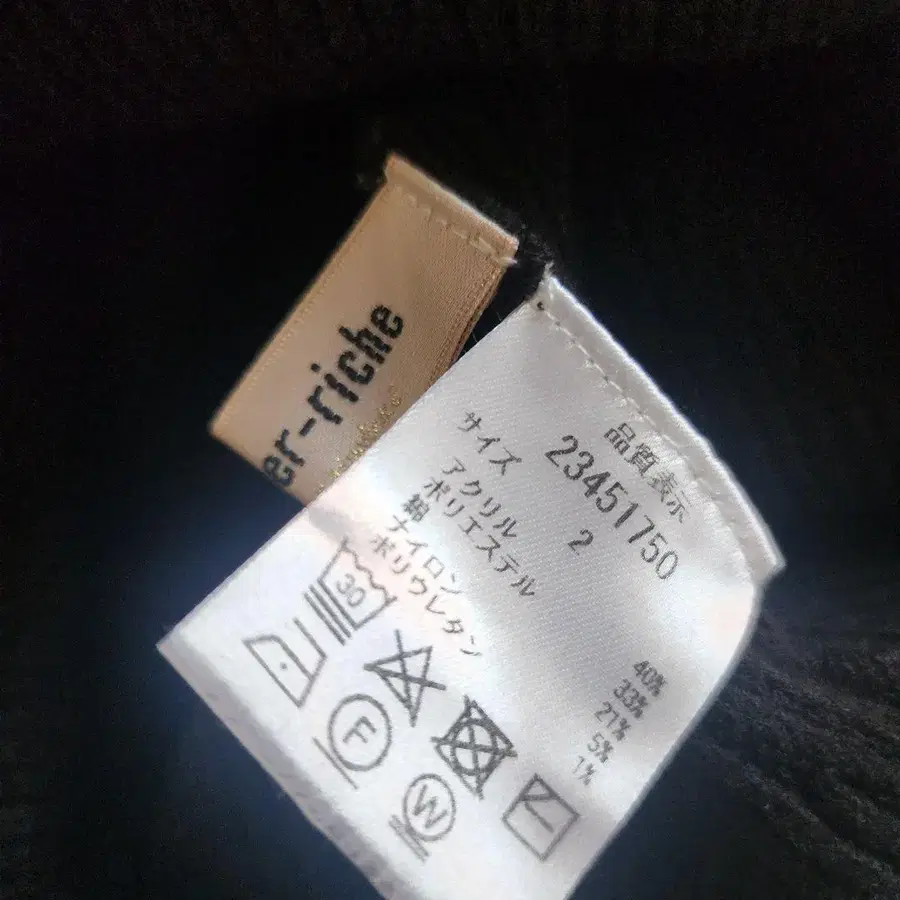 er-riche
品質表示
23451750
サイズ 2
アクリル 40%
ポリエステル 33%
綿 21%
ナイロン 5%
ポリウレタン 1%
30
F
W